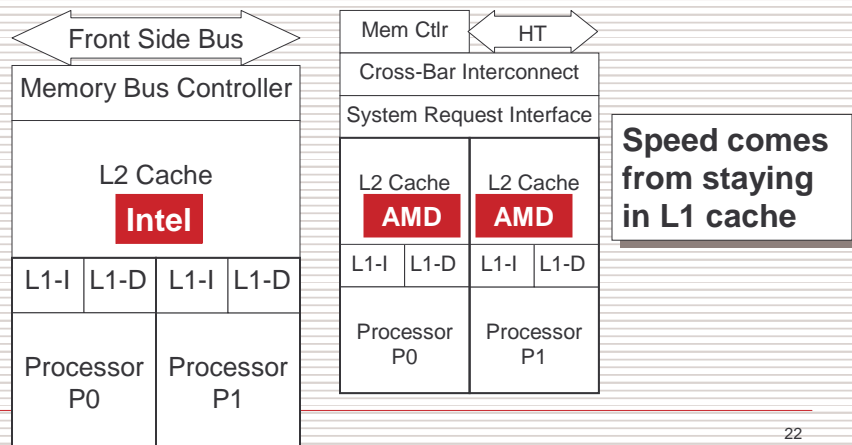 Front Side Bus
Memory Bus Controller
L2 Cache
Intel
L1-I L1-D L1-I L1-D
Processor Processor
P0 P1
Mem Ctlr HT
Cross-Bar Interconnect
System Request Interface
L2 Cache L2 Cache
AMD AMD
L1-I L1-D L1-I L1-D
Processor Processor
P0 P1
Speed comes
from staying
in L1 cache
22